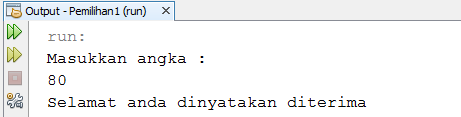 Output - Pemilihan1 (run)
run:
Masukkan angka :
80
Selamat anda dinyatakan diterima